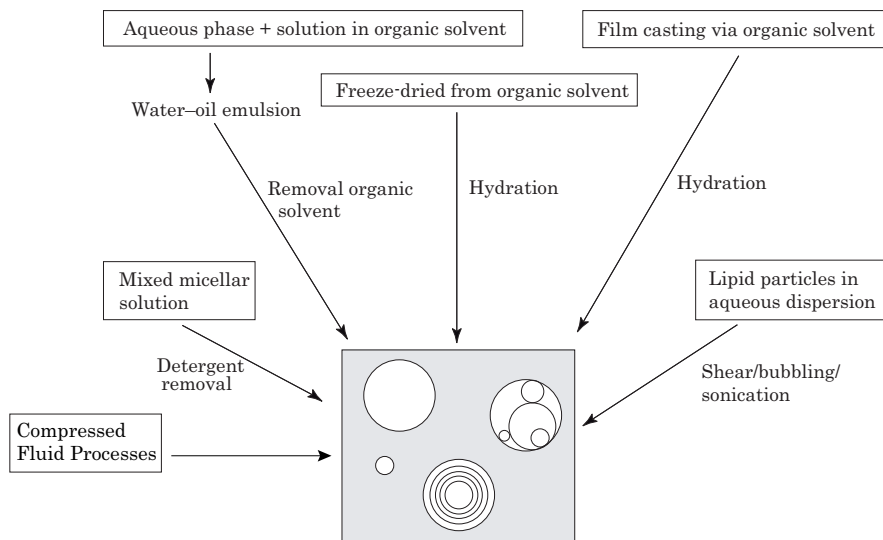 Aqueous phase + solution in organic solvent
Film casting via organic solvent
Freeze-dried from organic solvent
Water–oil emulsion
Removal organic
solvent
Hydration
Hydration
Mixed micellar
solution
Lipid particles in
aqueous dispersion
Detergent
removal
Shear/bubbling/
sonication
Compressed
Fluid Processes